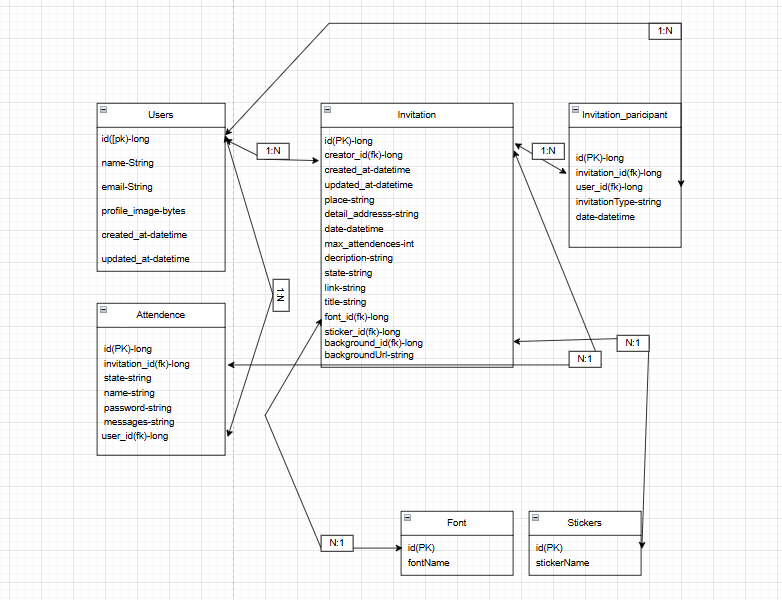 1:N
Users
id([pk)-long
name-String
email-String
profile_image-bytes
created_at-datetime
updated_at-datetime
1:N
Invitation
id(PK)-long
creator_id(fk)-long
created_at-datetime
updated_at-datetime
place-string
detail_addresss-string
date-datetime
max_attendences-int
decription-string
state-string
link-string
title-string
font_id(fk)-long
sticker_id(fk)-long
background_id(fk)-long
backgroundUrl-string
1:N
Invitation_paricipant
id(PK)-long
invitation_id(fk)-long
user_id(fk)-long
invitationType-string
date-datetime
1:N
Attendence
id(PK)-long
invitation_id(fk)-long
state-string
name-string
password-string
messages-string
user_id(fk)-long
N:1
N:1
N:1
Font
id(PK)
fontName
Stickers
id(PK)
stickerName